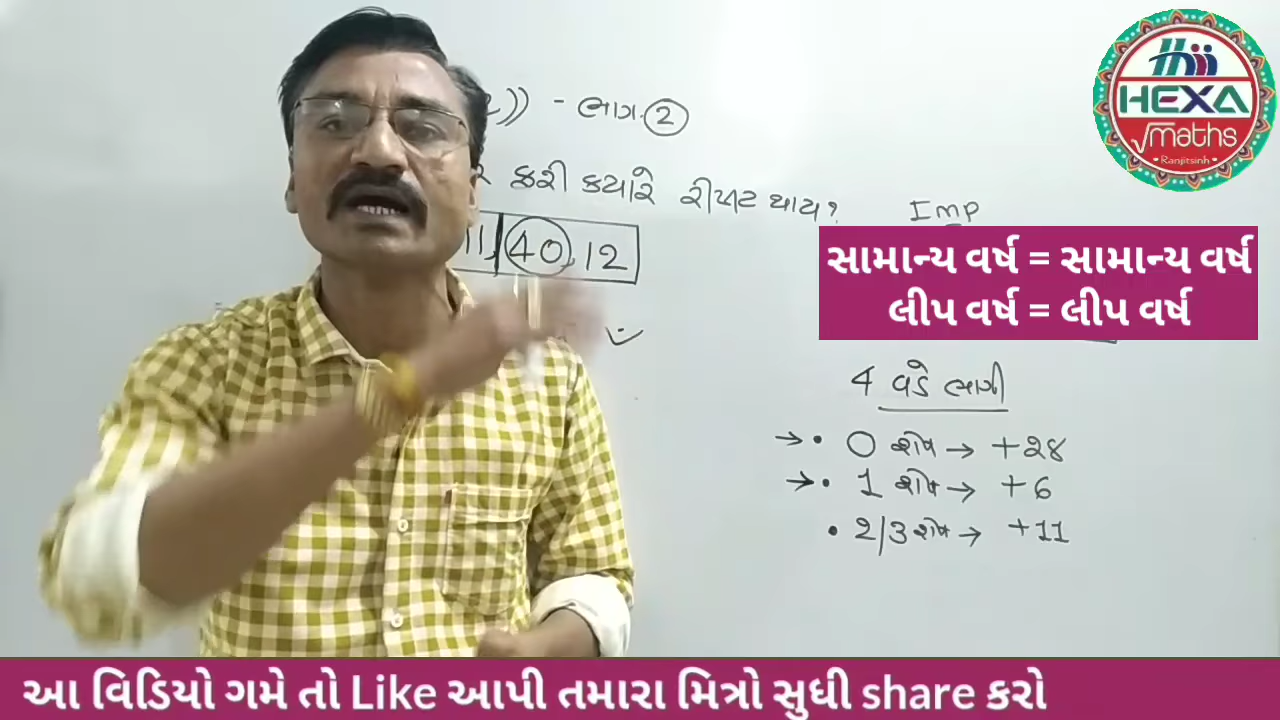 HEXA
maths
Ranjitsinh
)) - ભાગ. 2
ફરી કયારે રીપીટ થાય? Imp
11, 40, 12
સામાન્ય વર્ષ = સામાન્ય વર્ષ
લીપ વર્ષ = લીપ વર્ષ
4 વડે ભાગી
→ • 0 શેષ → +28
→ • 1 શેષ → +6
• 2/3 શેષ → +11
આ વિડિયો ગમે તો Like આપી તમારા મિત્રો સુધી share કરો